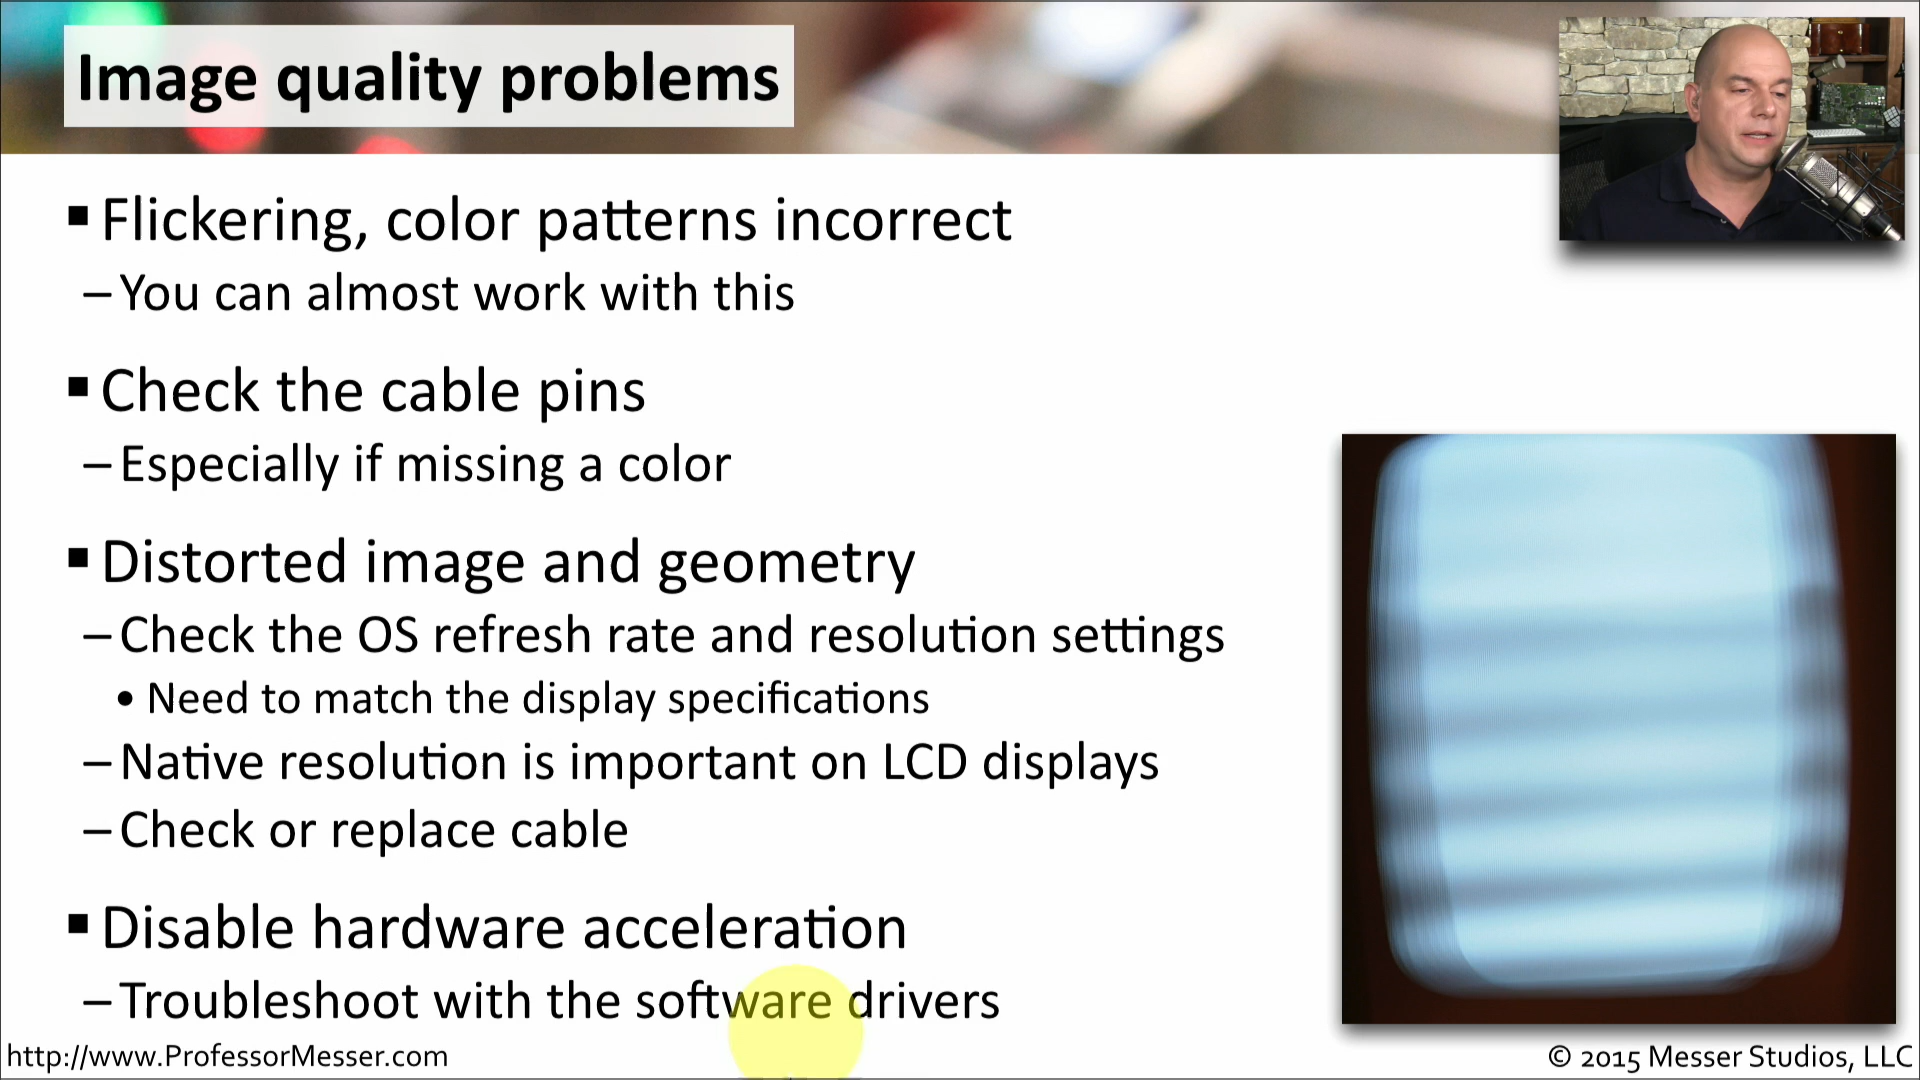 Image quality problems
▪ Flickering, color patterns incorrect
– You can almost work with this
▪ Check the cable pins
– Especially if missing a color
▪ Distorted image and geometry
– Check the OS refresh rate and resolution settings
• Need to match the display specifications
– Native resolution is important on LCD displays
– Check or replace cable
▪ Disable hardware acceleration
– Troubleshoot with the software drivers
http://www.ProfessorMesser.com
© 2015 Messer Studios, LLC